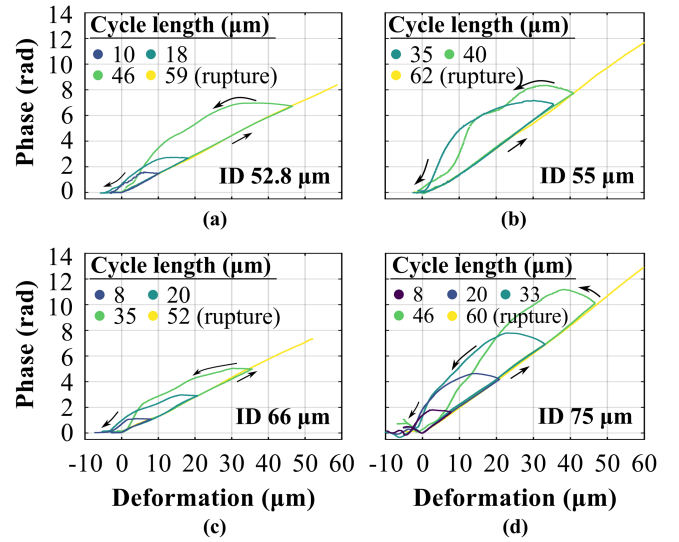 Cycle length (μm)
10 18
46 59 (rupture)
ID 52.8 μm
14
12
10
8
6
4
2
0
Phase (rad)
(a)
Cycle length (μm)
35 40
62 (rupture)
ID 55 μm
(b)
Cycle length (μm)
8 20
35 52 (rupture)
ID 66 μm
14
12
10
8
6
4
2
0
Phase (rad)
-10 0 10 20 30 40 50 60
Deformation (μm)
(c)
Cycle length (μm)
8 20 33
46 60 (rupture)
ID 75 μm
-10 0 10 20 30 40 50 60
Deformation (μm)
(d)